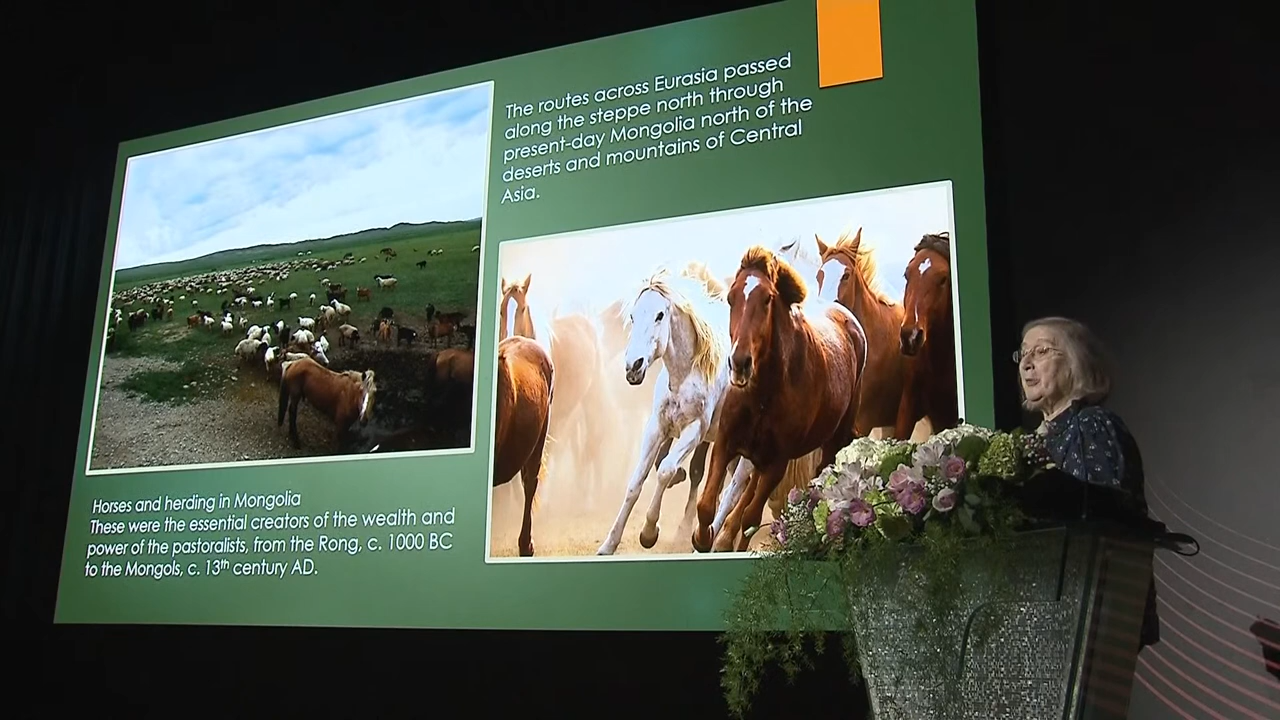 The routes across Eurasia passed
along the steppe north through
present-day Mongolia north of the
deserts and mountains of Central
Asia.
Horses and herding in Mongolia
These were the essential creators of the wealth and
power of the pastoralists, from the Rong, c. 1000 BC
to the Mongols, c. 13th century AD.